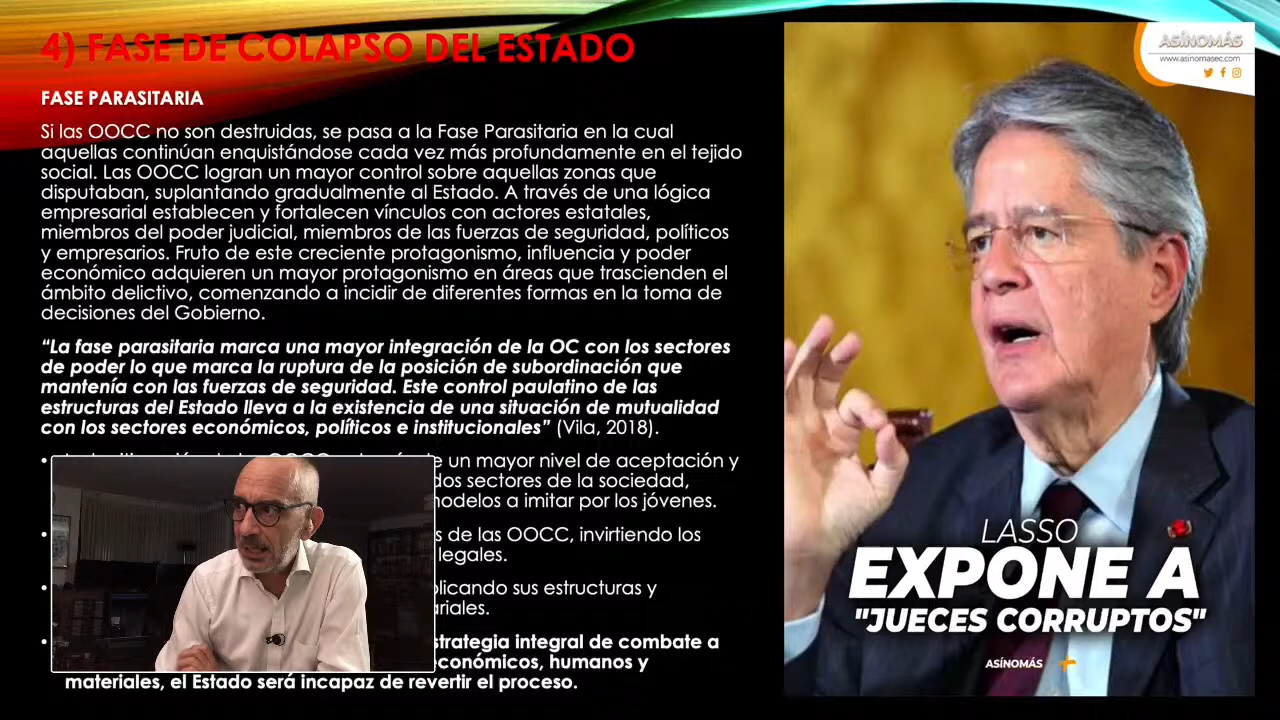 4) FASE DE COLAPSO DEL ESTADO
FASE PARASITARIA
Si las OOCC no son destruidas, se pasa a la Fase Parasitaria en la cual
aquellas continúan enquistándose cada vez más profundamente en el tejido
social. Las OOCC logran un mayor control sobre aquellas zonas que
disputaban, suplantando gradualmente al Estado. A través de una lógica
empresarial establecen y fortalecen vínculos con actores estatales,
miembros del poder judicial, miembros de las fuerzas de seguridad, políticos
y empresarios. Fruto de este creciente protagonismo, influencia y poder
económico adquieren un mayor protagonismo en áreas que trascienden el
ámbito delictivo, comenzando a incidir de diferentes formas en la toma de
decisiones del Gobierno.
“La fase parasitaria marca una mayor integración de la OC con los sectores
de poder lo que marca la ruptura de la posición de subordinación que
mantenía con las fuerzas de seguridad. Este control paulatino de las
estructuras del Estado lleva a la existencia de una situación de mutualidad
con los sectores económicos, políticos e institucionales” (Vila, 2018).
un mayor nivel de aceptación y
dos sectores de la sociedad,
modelos a imitar por los jóvenes.
s de las OOCC, invirtiendo los
legales.
plicando sus estructuras y
ariales.
strategia integral de combate a
económicos, humanos y
materiales, el Estado será incapaz de revertir el proceso.
ASÍNOMÁS
www.asinomasec.com
LASSO
EXPONE A
"JUECES CORRUPTOS"
ASÍNOMÁS